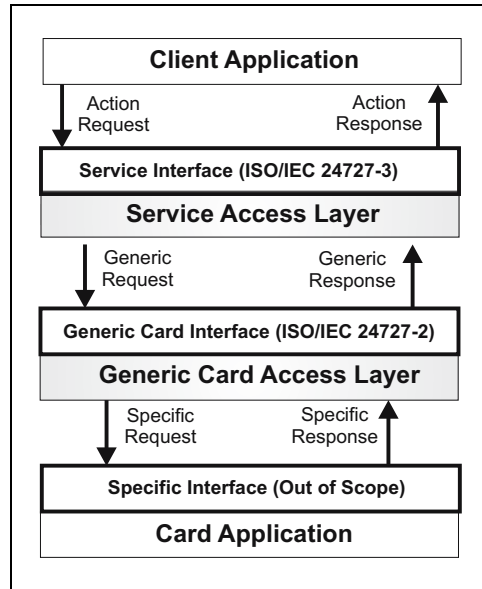 Client Application
Action
Request
Action
Response
Service Interface (ISO/IEC 24727-3)
Service Access Layer
Generic
Request
Generic
Response
Generic Card Interface (ISO/IEC 24727-2)
Generic Card Access Layer
Specific
Request
Specific
Response
Specific Interface (Out of Scope)
Card Application